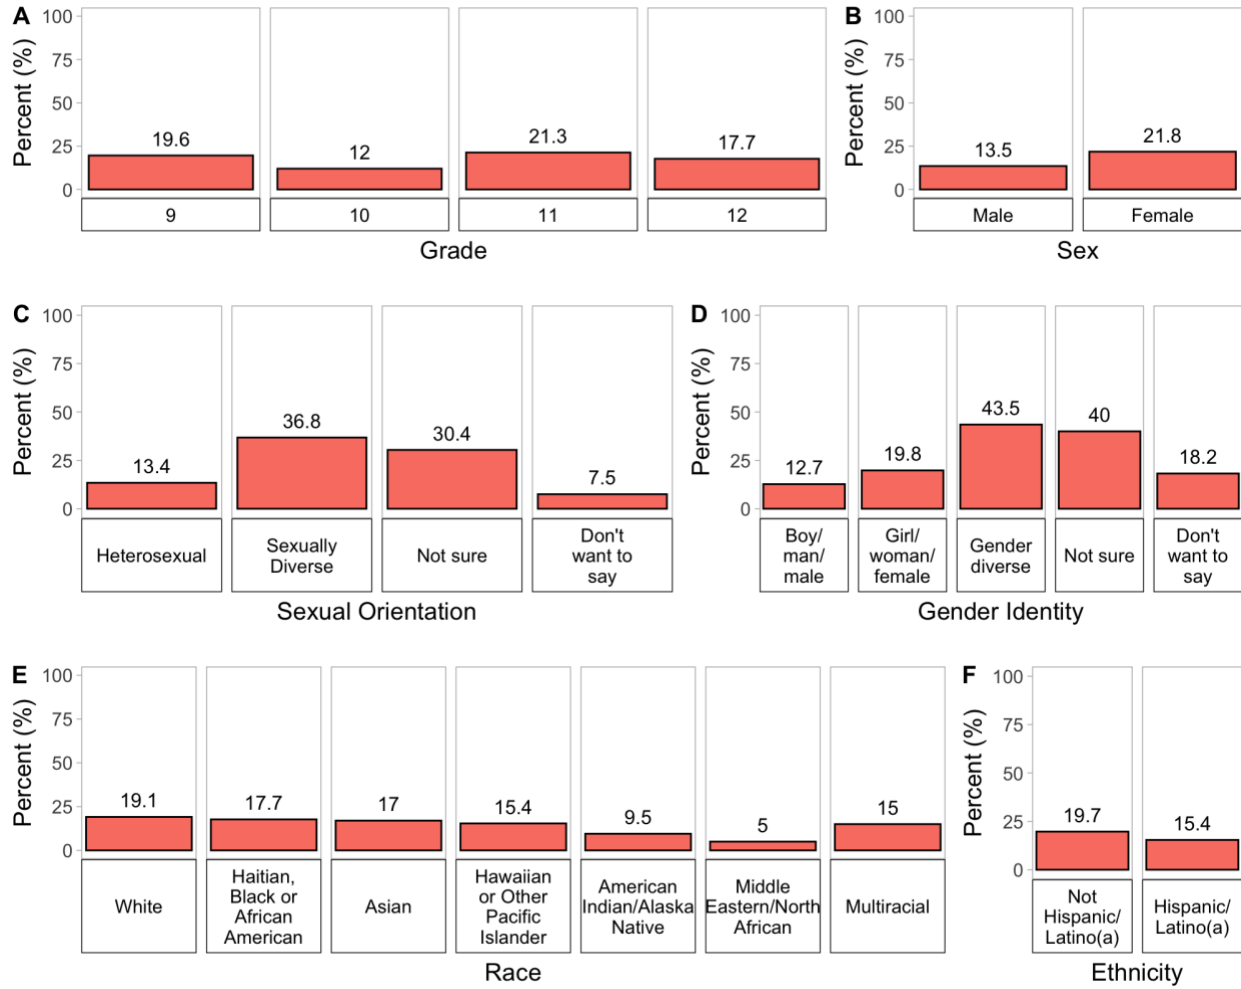 A
B
Percent (%)
100
75
50
25
0
19.6
12
21.3
17.7
9
10
11
12
Grade
Percent (%)
100
75
50
25
0
13.5
21.8
Male
Female
Sex
C
D
Percent (%)
100
75
50
25
0
13.4
36.8
30.4
7.5
Heterosexual
Sexually
Diverse
Not sure
Don't
want to
say
Sexual Orientation
Percent (%)
100
75
50
25
0
12.7
19.8
43.5
40
18.2
Boy/
man/
male
Girl/
woman/
female
Gender
diverse
Not sure
Don't
want to
say
Gender Identity
E
F
Percent (%)
100
75
50
25
0
19.1
17.7
17
15.4
9.5
5
15
White
Haitian,
Black or
African
American
Asian
Hawaiian
or Other
Pacific
Islander
American
Indian/Alaska
Native
Middle
Eastern/North
African
Multiracial
Race
Percent (%)
100
75
50
25
0
19.7
15.4
Not
Hispanic/
Latino(a)
Hispanic/
Latino(a)
Ethnicity